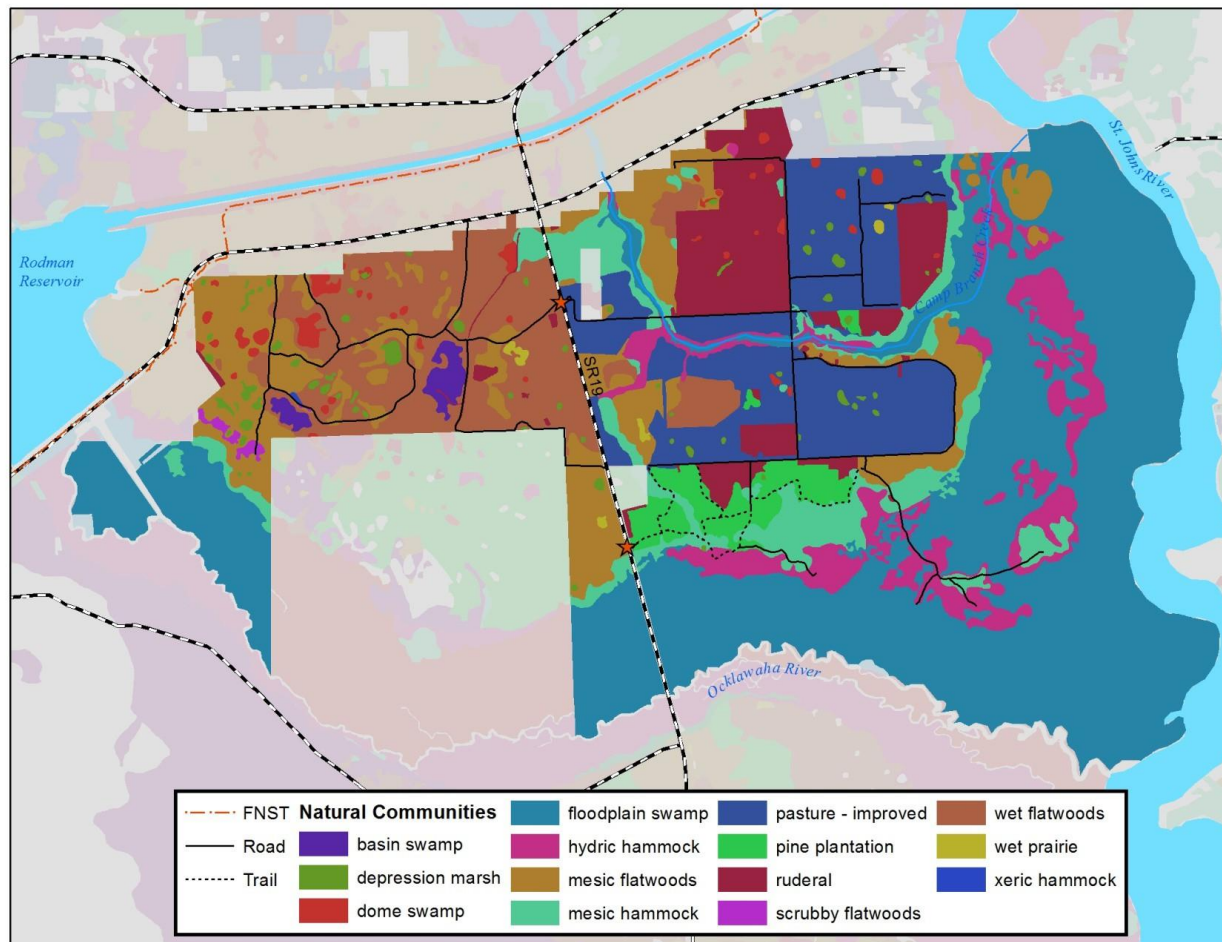 St. Johns River
Rodman
Reservoir
Camp Branch Creek
SR19
Ocklawaha River
FNST
Road
Trail
Natural Communities
basin swamp
depression marsh
dome swamp
floodplain swamp
hydric hammock
mesic flatwoods
mesic hammock
pasture - improved
pine plantation
ruderal
scrubby flatwoods
wet flatwoods
wet prairie
xeric hammock